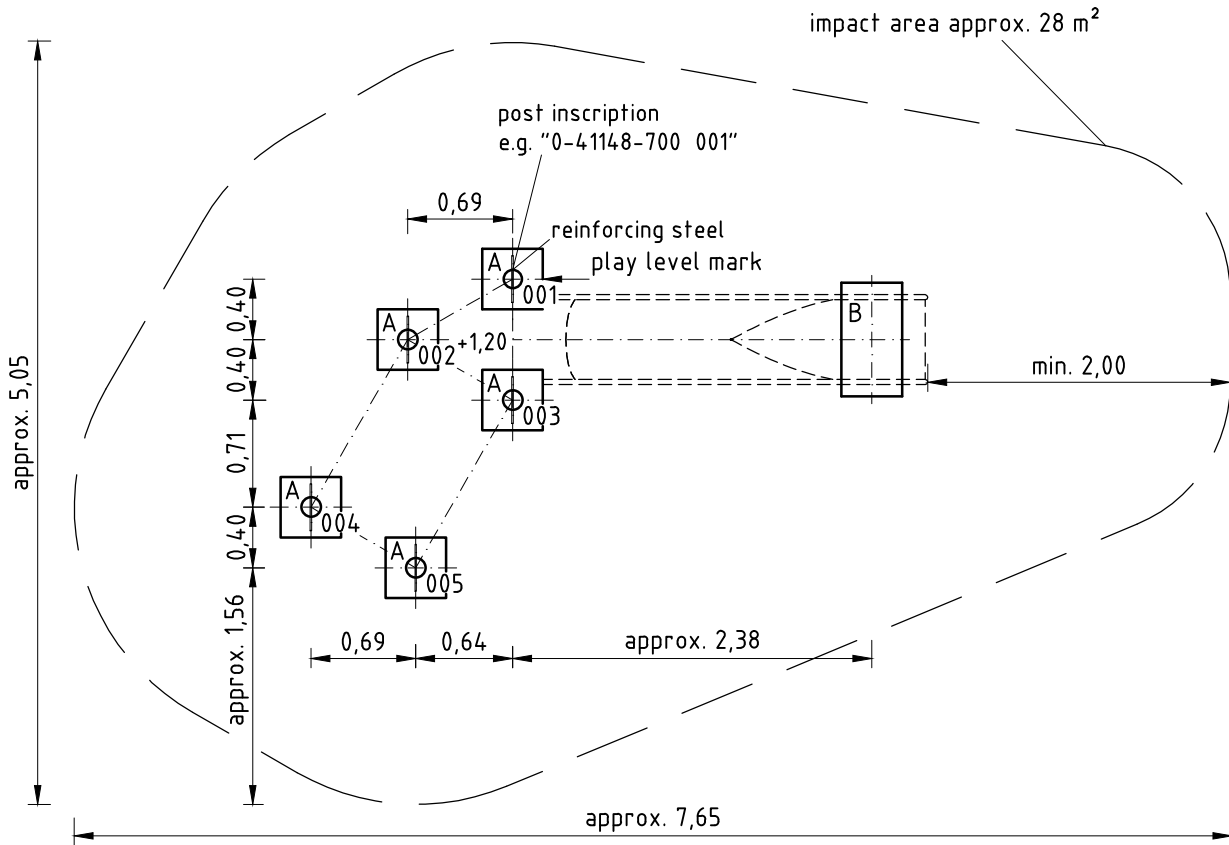 impact area approx. 28 m²
post inscription
e.g. "0-41148-700 001"
0,69
reinforcing steel
play level mark
A
001
0,40
A
002
+1,20
B
0,40
A
003
min. 2,00
approx. 5,05
0,71
A
004
0,40
A
005
approx. 1,56
0,69
0,64
approx. 2,38
approx. 7,65